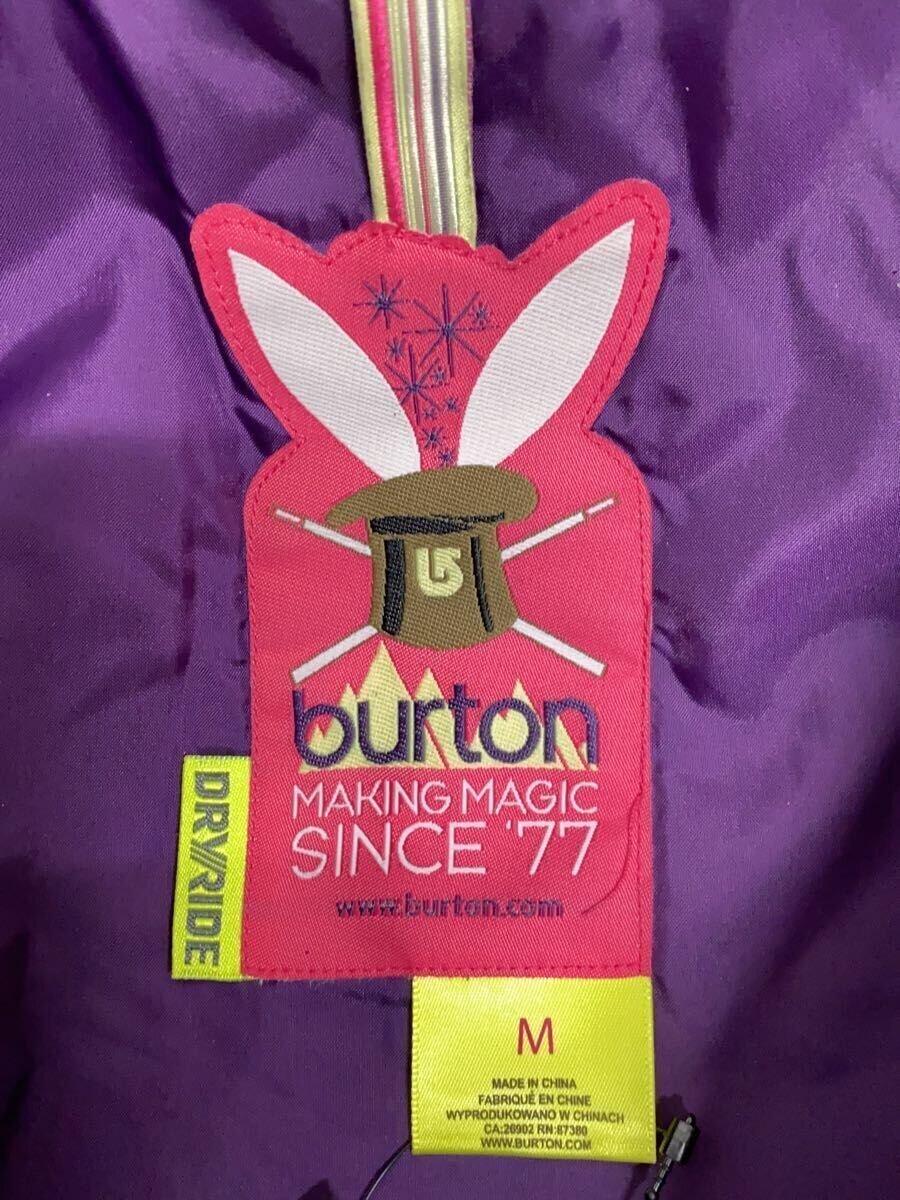 burton
MAKING MAGIC
SINCE '77
www.burton.com
DRY//RIDE
M
MADE IN CHINA
FABRIQUÉ EN CHINE
WYPRODUKOWANO W CHINACH
CA:26902 RN:87380
WWW.BURTON.COM